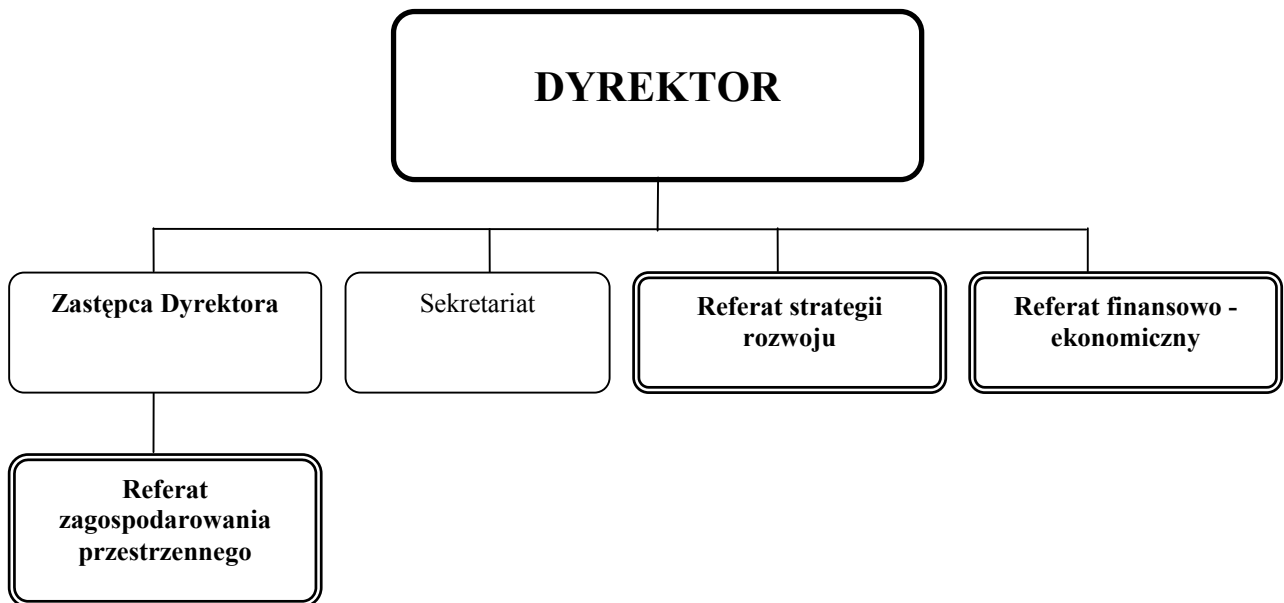 DYREKTOR
Zastępca Dyrektora
Sekretariat
Referat strategii
rozwoju
Referat finansowo -
ekonomiczny
Referat
zagospodarowania
przestrzennego